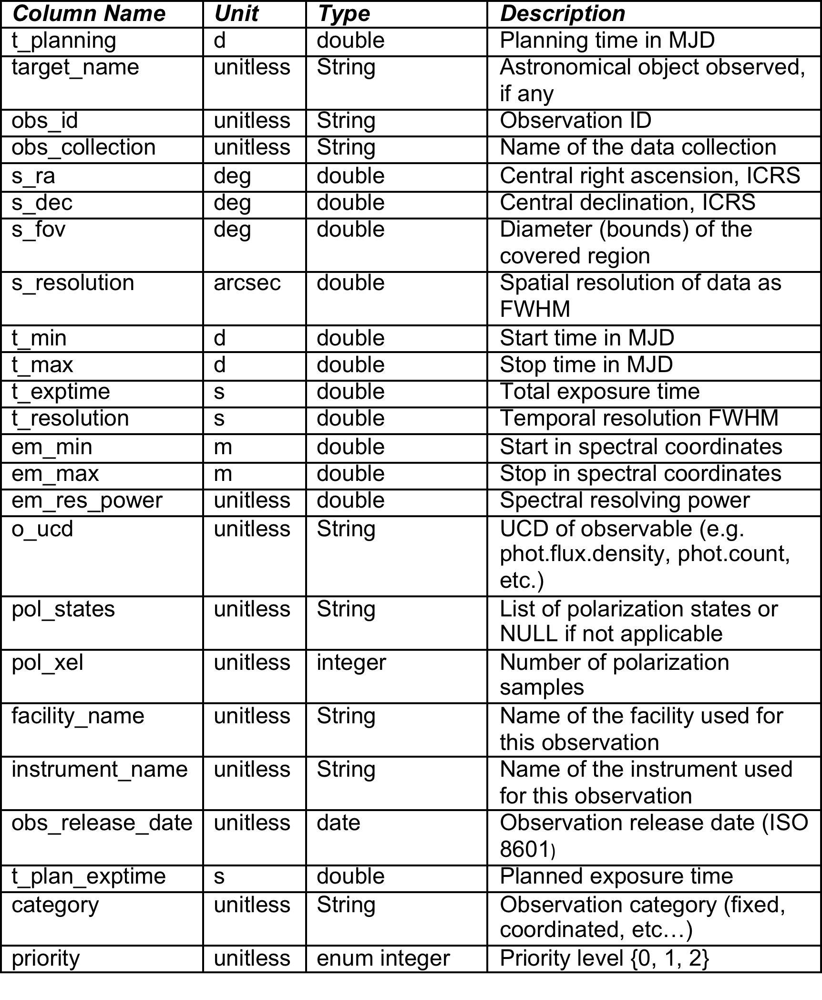 Column Name Unit Type Description
t_planning d double Planning time in MJD
target_name unitless String Astronomical object observed,
if any
obs_id unitless String Observation ID
obs_collection unitless String Name of the data collection
s_ra deg double Central right ascension, ICRS
s_dec deg double Central declination, ICRS
s_fov deg double Diameter (bounds) of the
covered region
s_resolution arcsec double Spatial resolution of data as
FWHM
t_min d double Start time in MJD
t_max d double Stop time in MJD
t_exptime s double Total exposure time
t_resolution s double Temporal resolution FWHM
em_min m double Start in spectral coordinates
em_max m double Stop in spectral coordinates
em_res_power unitless double Spectral resolving power
o_ucd unitless String UCD of observable (e.g.
phot.flux.density, phot.count,
etc.)
pol_states unitless String List of polarization states or
NULL if not applicable
pol_xel unitless integer Number of polarization
samples
facility_name unitless String Name of the facility used for
this observation
instrument_name unitless String Name of the instrument used
for this observation
obs_release_date unitless date Observation release date (ISO
8601)
t_plan_exptime s double Planned exposure time
category unitless String Observation category (fixed,
coordinated, etc…)
priority unitless enum integer Priority level {0, 1, 2}